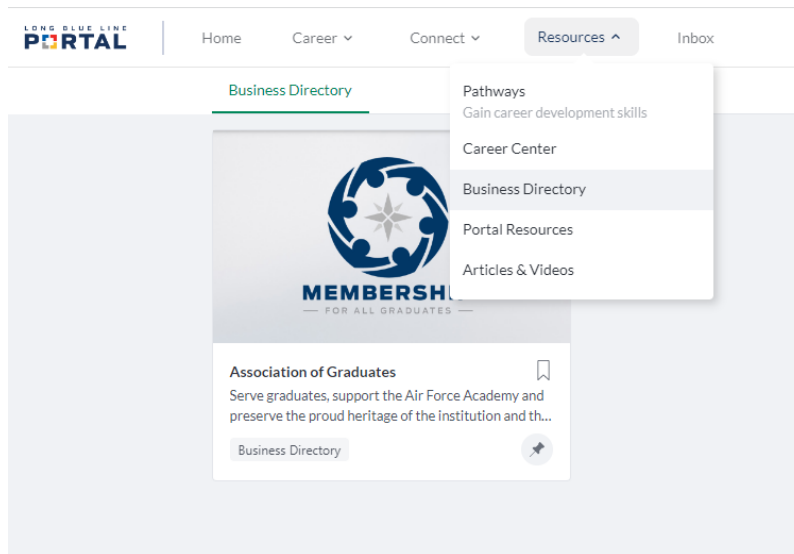 LONG BLUE LINE
PORTAL
Home
Career
Connect
Resources
Inbox
Business Directory
Pathways
Gain career development skills
Career Center
Business Directory
Portal Resources
Articles & Videos
MEMBERSH
— FOR ALL GRADUATES —
Association of Graduates
Serve graduates, support the Air Force Academy and
preserve the proud heritage of the institution and th...
Business Directory